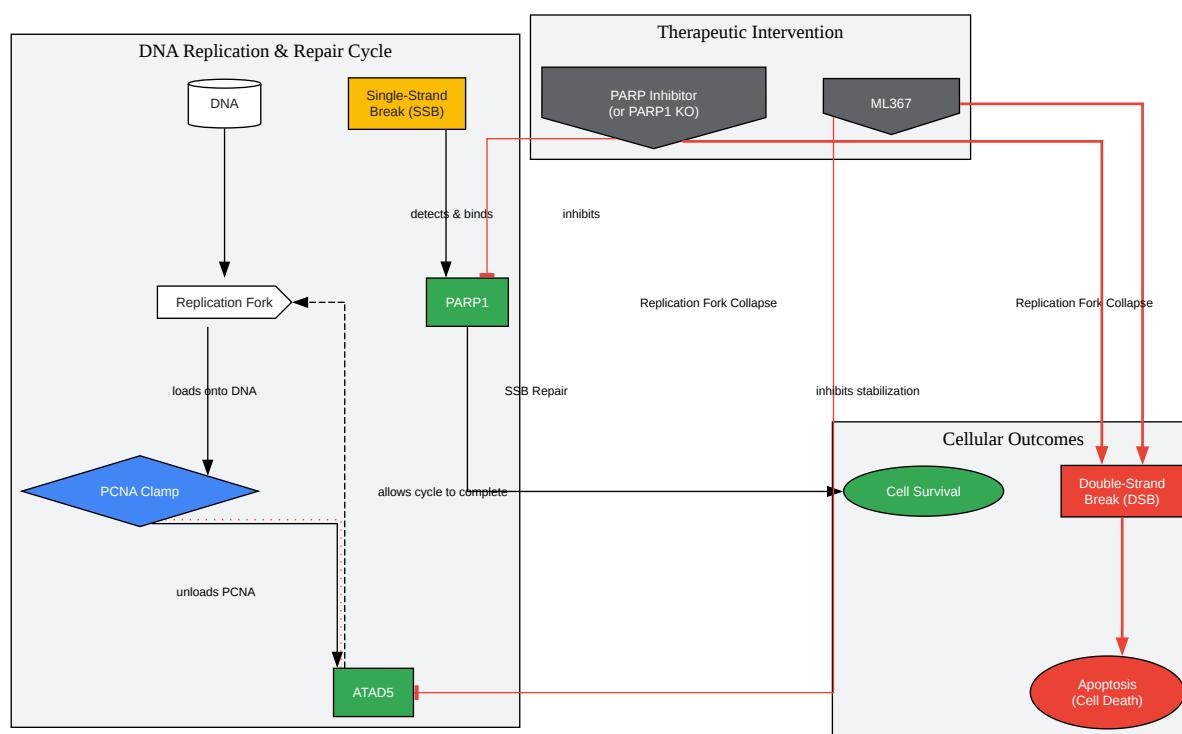 Therapeutic Intervention
DNA Replication & Repair Cycle
DNA
Single-Strand
Break (SSB)
PARP Inhibitor
(or PARP1 KO)
ML367
detects & binds
inhibits
Replication Fork
PARP1
Replication Fork Collapse
Replication Fork Collapse
loads onto DNA
SSB Repair
inhibits stabilization
Cellular Outcomes
PCNA Clamp
allows cycle to complete
Cell Survival
Double-Strand
Break (DSB)
unloads PCNA
ATAD5
Apoptosis
(Cell Death)